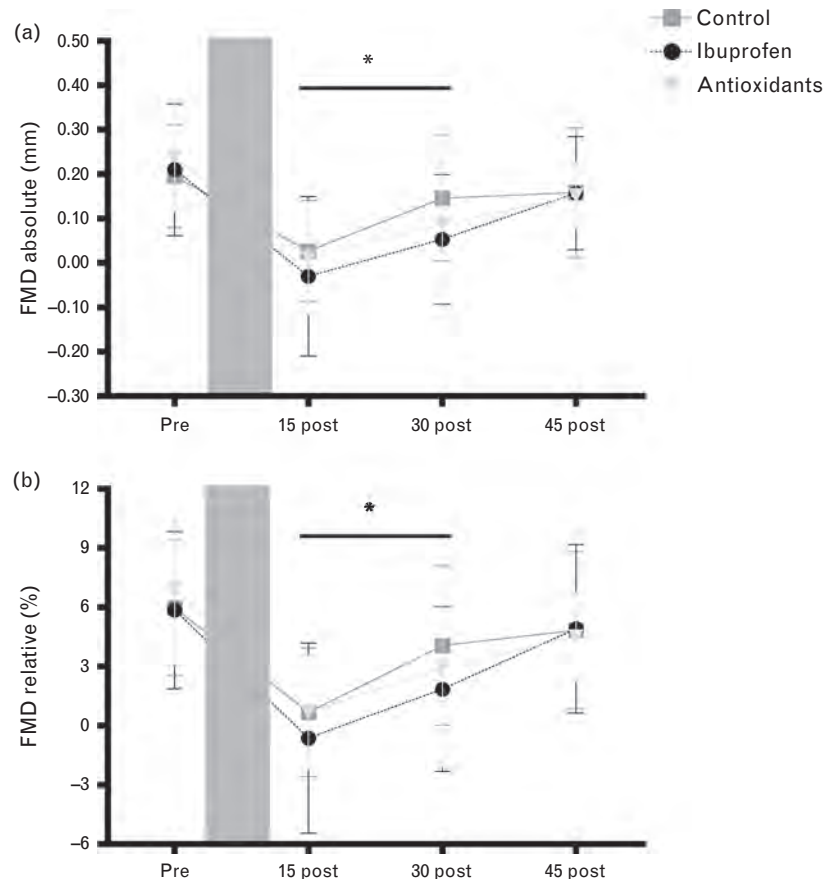 (a)
Control
Ibuprofen
Antioxidants
*
FMD absolute (mm)
0.50
0.40
0.30
0.20
0.10
0.00
–0.10
–0.20
–0.30
Pre
15 post
30 post
45 post
(b)
*
FMD relative (%)
12
9
6
3
0
–3
–6
Pre
15 post
30 post
45 post